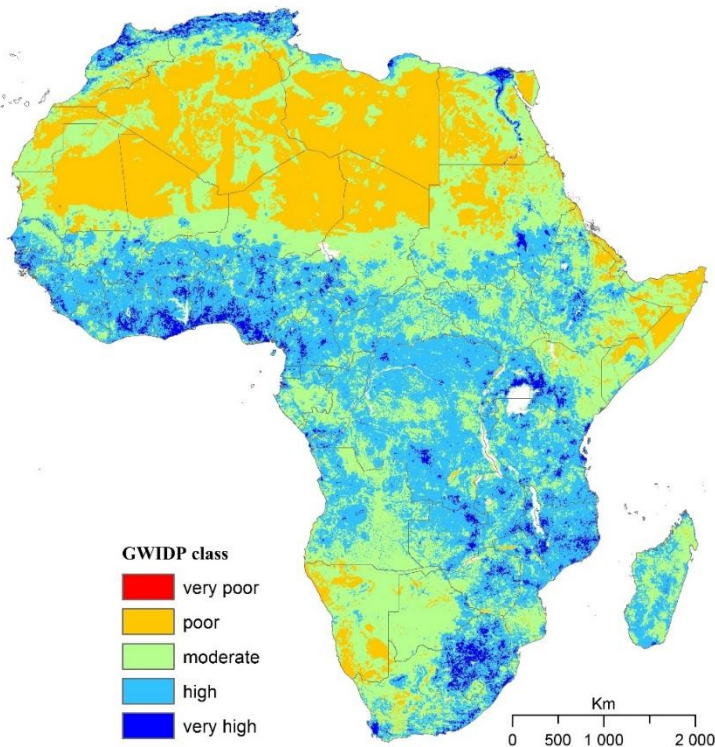 GWIDP class
very poor
poor
moderate
high
very high
Km
0 500 1 000 2 000